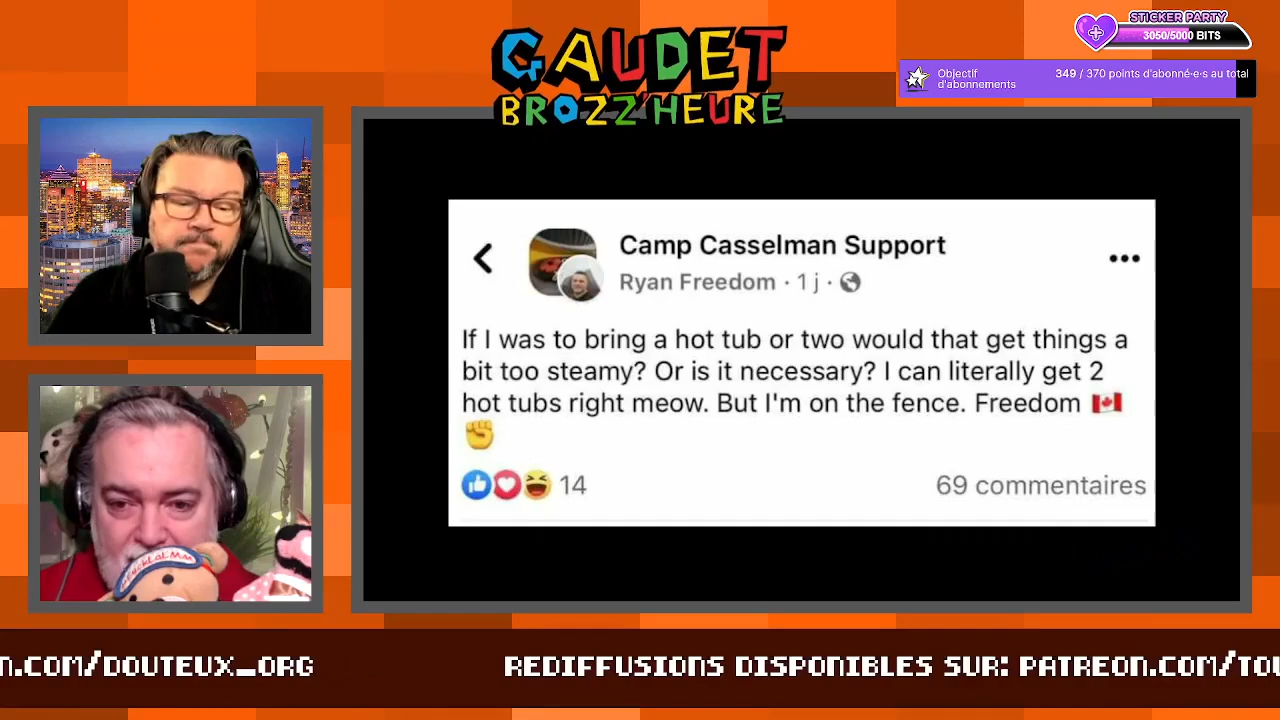 STICKER PARTY
3050/5000 BITS
Objectif
d'abonnements
349 / 370 points d'abonné·e·s au total
GAUDET
BROZZ'HEURE
Camp Casselman Support
Ryan Freedom · 1 j ·
If I was to bring a hot tub or two would that get things a
bit too steamy? Or is it necessary? I can literally get 2
hot tubs right meow. But I'm on the fence. Freedom 🇨🇦
✊
14
69 commentaires
N.COM/DOUTEUX_ORG
REDIFFUSIONS DISPONIBLES SUR: PATREON.COM/TOU